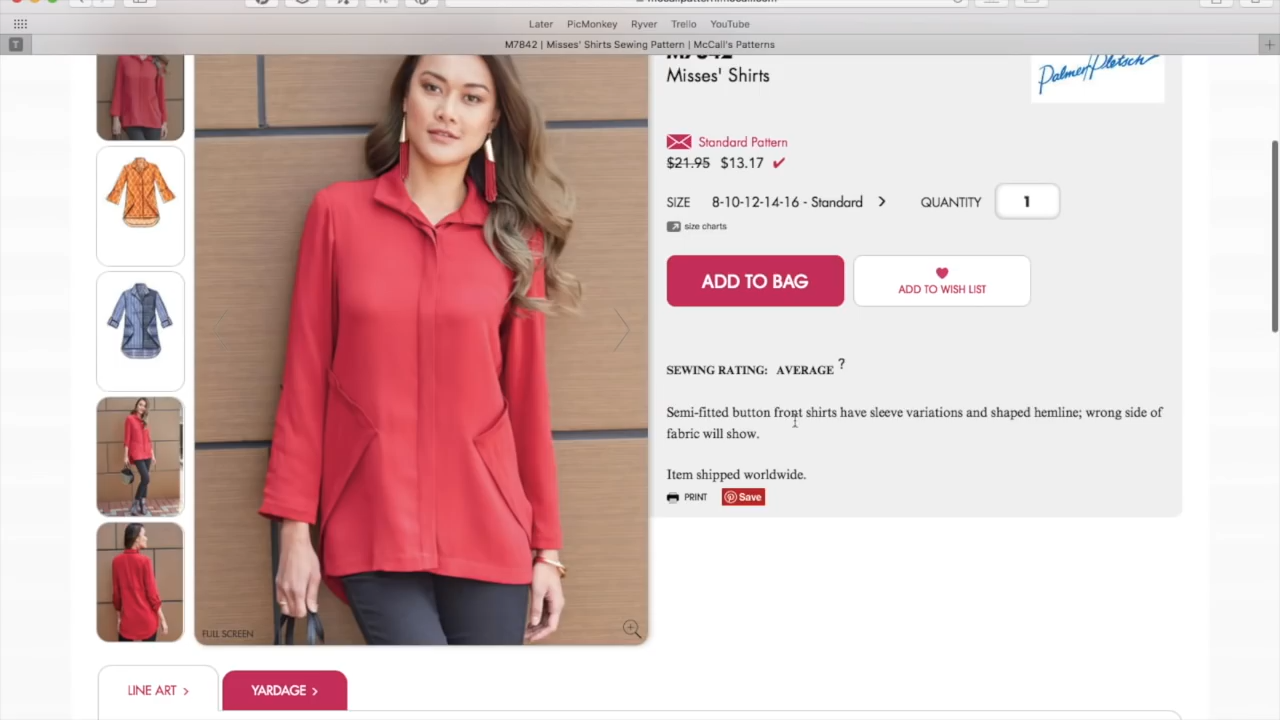 Later PicMonkey Ryver Trello YouTube
T M7842 | Misses' Shirts Sewing Pattern | McCall's Patterns
M7842
Misses' Shirts
Palmer/Pletsch
Standard Pattern
$21.95 $13.17
SIZE 8-10-12-14-16 - Standard > QUANTITY 1
size charts
ADD TO BAG
ADD TO WISH LIST
SEWING RATING: AVERAGE ?
Semi-fitted button front shirts have sleeve variations and shaped hemline; wrong side of
fabric will show.
Item shipped worldwide.
PRINT Save
FULL SCREEN
LINE ART > YARDAGE >